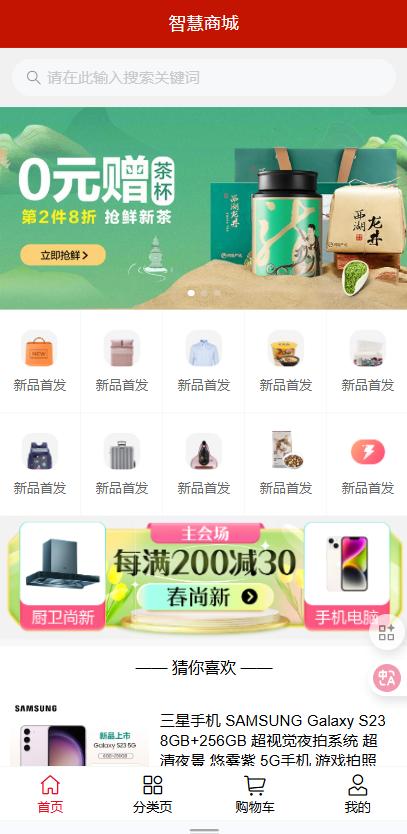 智慧商城
请在此输入搜索关键词
0元赠 茶杯
第2件8折 抢鲜新茶
立即抢鲜
西湖龙井
西湖 龙井
NEW
新品首发 新品首发 新品首发 新品首发 新品首发
新品首发 新品首发 新品首发 新品首发 新品首发
主会场
每满200减30
春尚新
厨卫尚新 手机电脑
—— 猜你喜欢 ——
SAMSUNG
新品上市
Galaxy S23 5G
三星手机 SAMSUNG Galaxy S23
8GB+256GB 超视觉夜拍系统 超
清夜景 悠雾紫 5G手机 游戏拍照
首页 分类页 购物车 我的